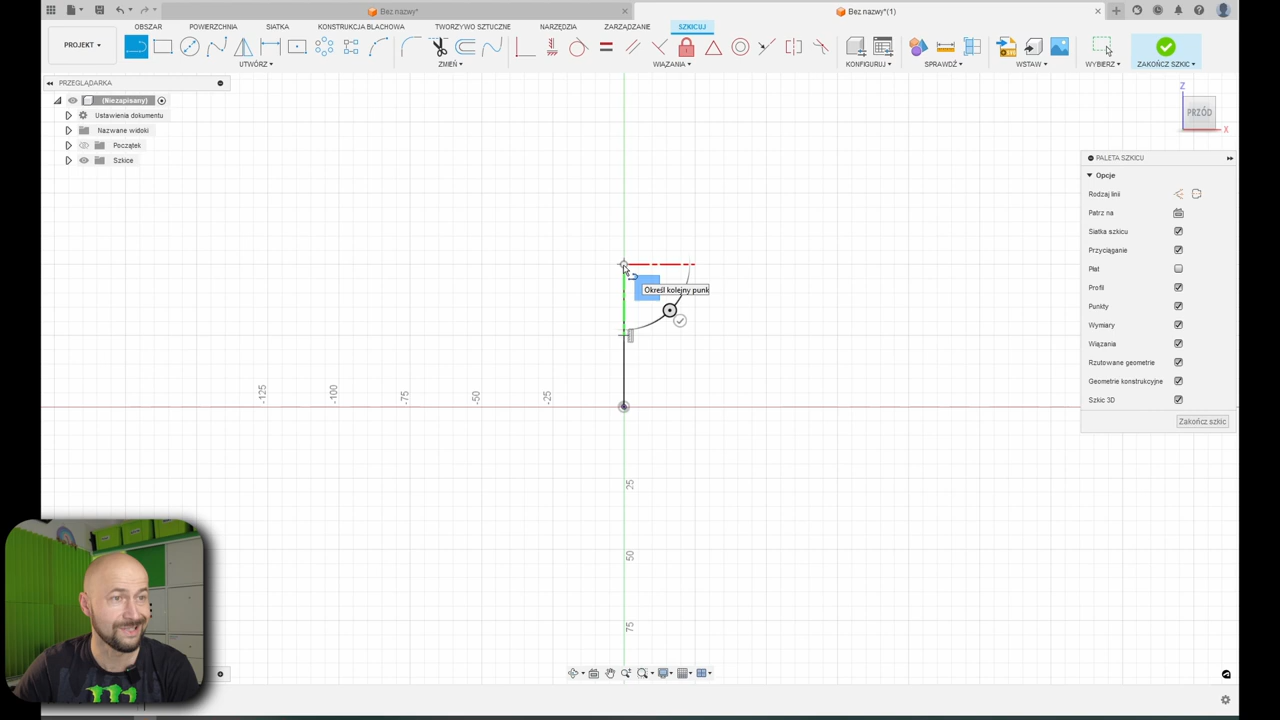 Bez nazwy*
Bez nazwy*(1)
OBSZAR
POWIERZCHNIA
SIATKA
KONSTRUKCJA BLACHOWA
TWORZYWO SZTUCZNE
NARZĘDZIA
ZARZĄDZANIE
SZKICUJ
PROJEKT
UTWÓRZ
ZMIEŃ
WIĄZANIA
KONFIGURUJ
SPRAWDŹ
WSTAW
WYBIERZ
ZAKOŃCZ SZKIC
PRZEGLĄDARKA
(Niezapisany)
Ustawienia dokumentu
Nazwane widoki
Początek
Szkice
Z
PRZÓD
X
PALETA SZKICU
Opcje
Rodzaj linii
Patrz na
Siatka szkicu
Przyciąganie
Płat
Profil
Punkty
Wymiary
Wiązania
Rzutowane geometrie
Geometrie konstrukcyjne
Szkic 3D
Zakończ szkic
Określ kolejny punk
-125
-100
-75
-50
-25
25
50
75